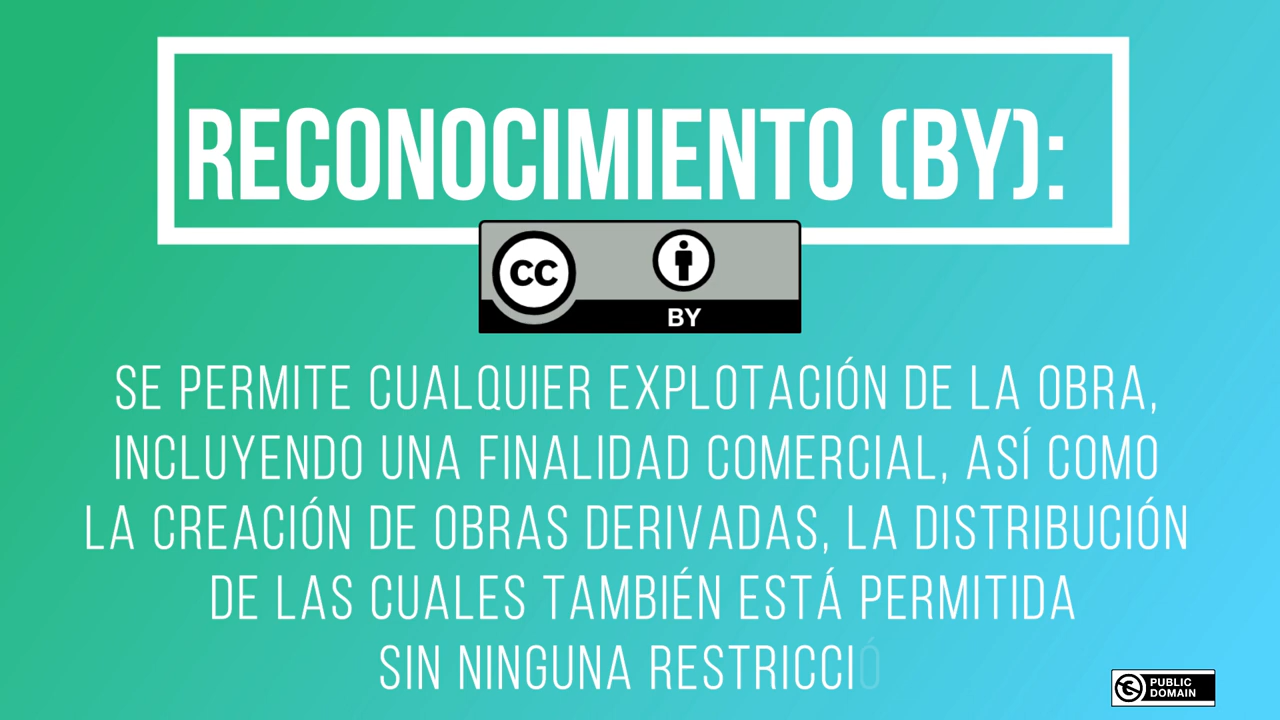 RECONOCIMIENTO (BY):
CC
BY
SE PERMITE CUALQUIER EXPLOTACIÓN DE LA OBRA,
INCLUYENDO UNA FINALIDAD COMERCIAL, ASÍ COMO
LA CREACIÓN DE OBRAS DERIVADAS, LA DISTRIBUCIÓN
DE LAS CUALES TAMBIÉN ESTÁ PERMITIDA
SIN NINGUNA RESTRICCIÓ
PUBLIC
DOMAIN